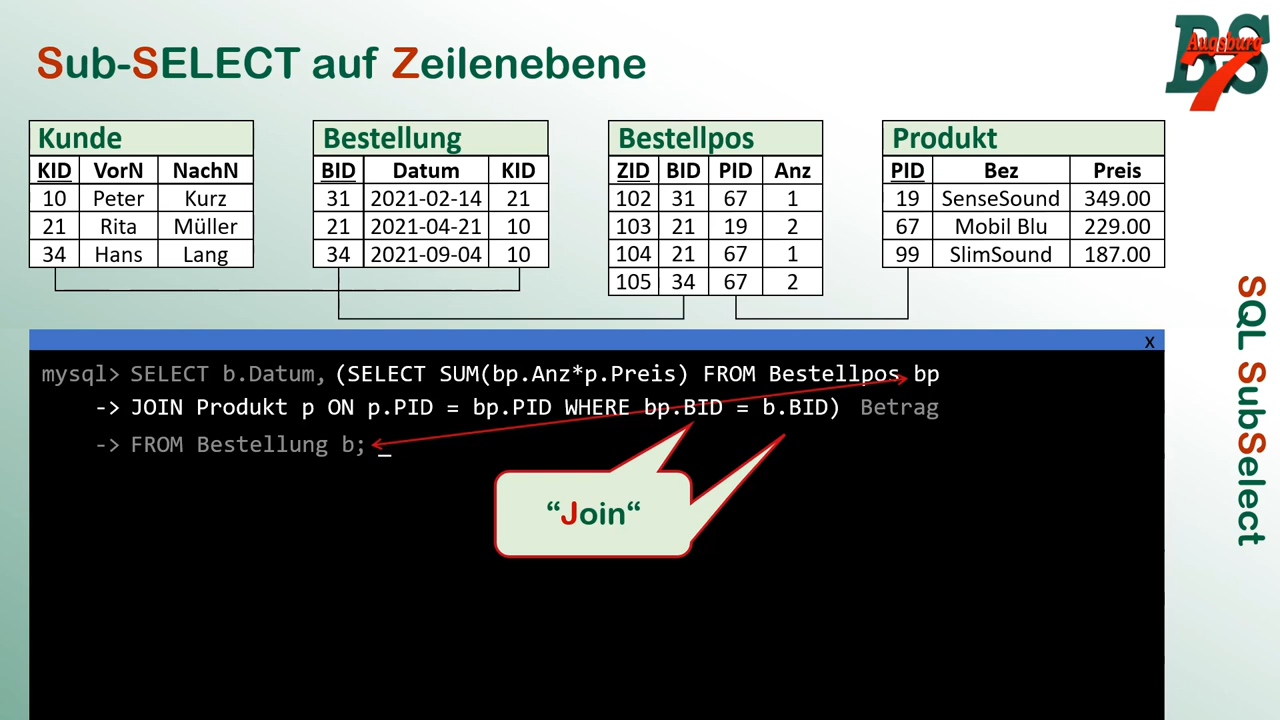 Sub-SELECT auf Zeilenebene
BS7
Augsburg
Kunde
KID VorN NachN
10 Peter Kurz
21 Rita Müller
34 Hans Lang
Bestellung
BID Datum KID
31 2021-02-14 21
21 2021-04-21 10
34 2021-09-04 10
Bestellpos
ZID BID PID Anz
102 31 67 1
103 21 19 2
104 21 67 1
105 34 67 2
Produkt
PID Bez Preis
19 SenseSound 349.00
67 Mobil Blu 229.00
99 SlimSound 187.00
x
mysql> SELECT b.Datum, (SELECT SUM(bp.Anz*p.Preis) FROM Bestellpos bp
-> JOIN Produkt p ON p.PID = bp.PID WHERE bp.BID = b.BID) Betrag
-> FROM Bestellung b; _
“Join“
SQL SubSelect